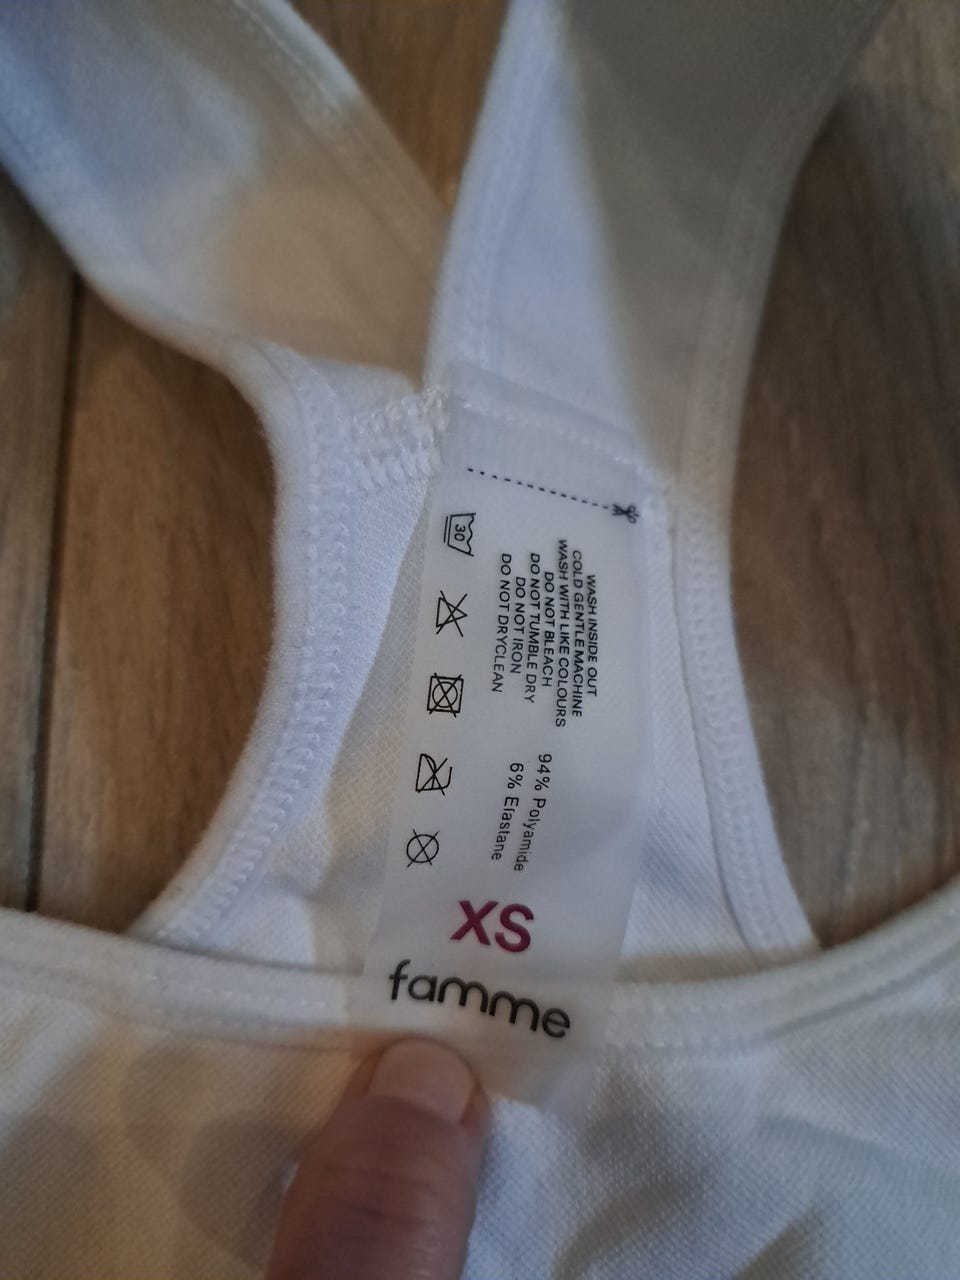 30
WASH INSIDE OUT
COLD GENTLE MACHINE
WASH WITH LIKE COLOURS
DO NOT BLEACH
DO NOT TUMBLE DRY
DO NOT IRON
DO NOT DRYCLEAN
94% Polyamide
6% Elastane
XS
famme